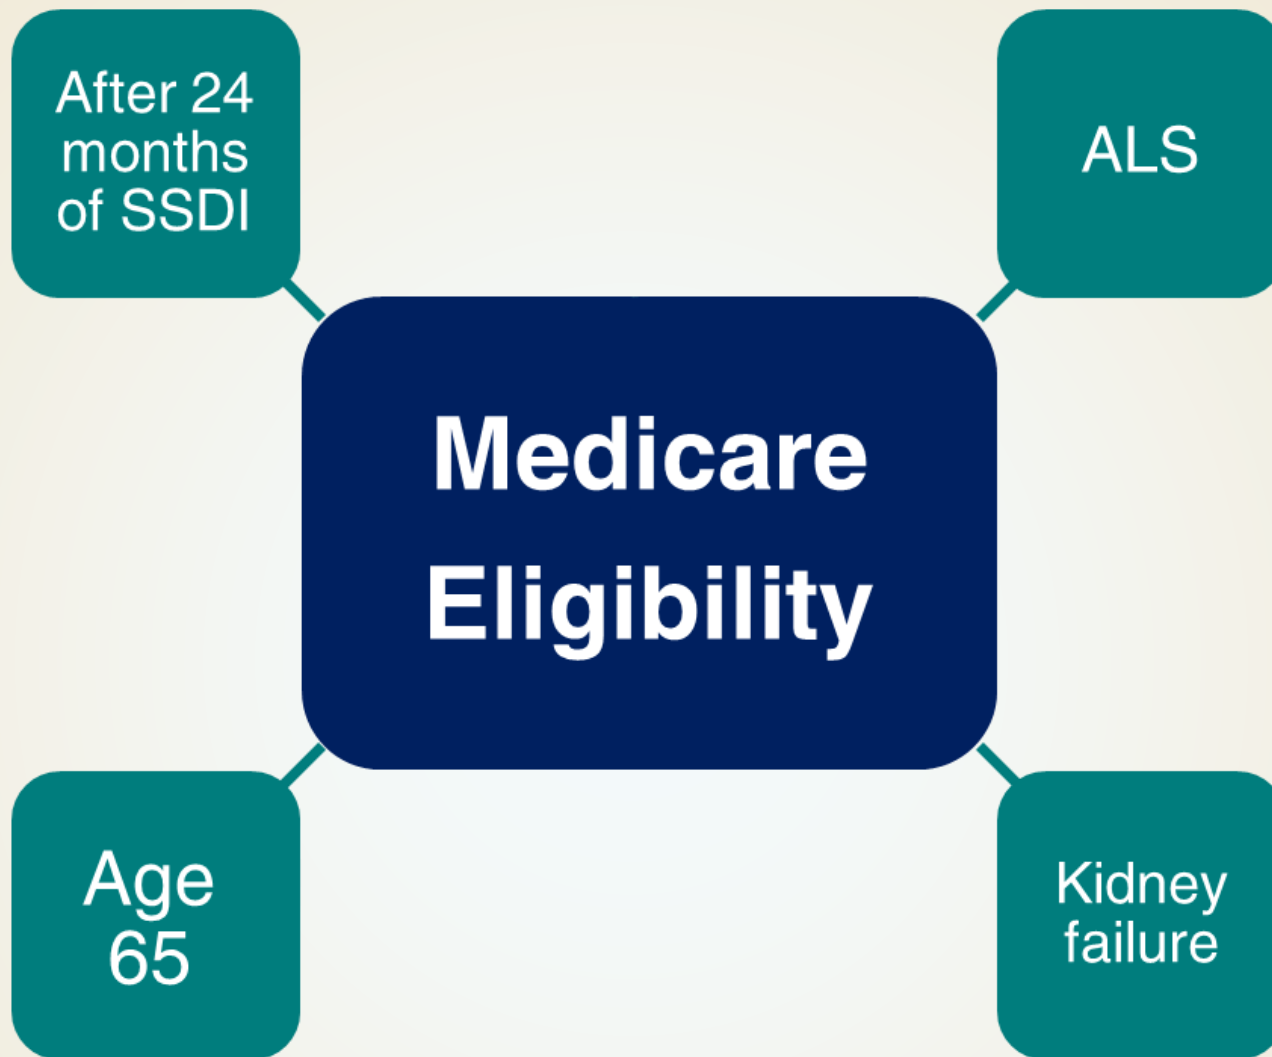 After 24
months
of SSDI
ALS
Medicare
Eligibility
Age
65
Kidney
failure